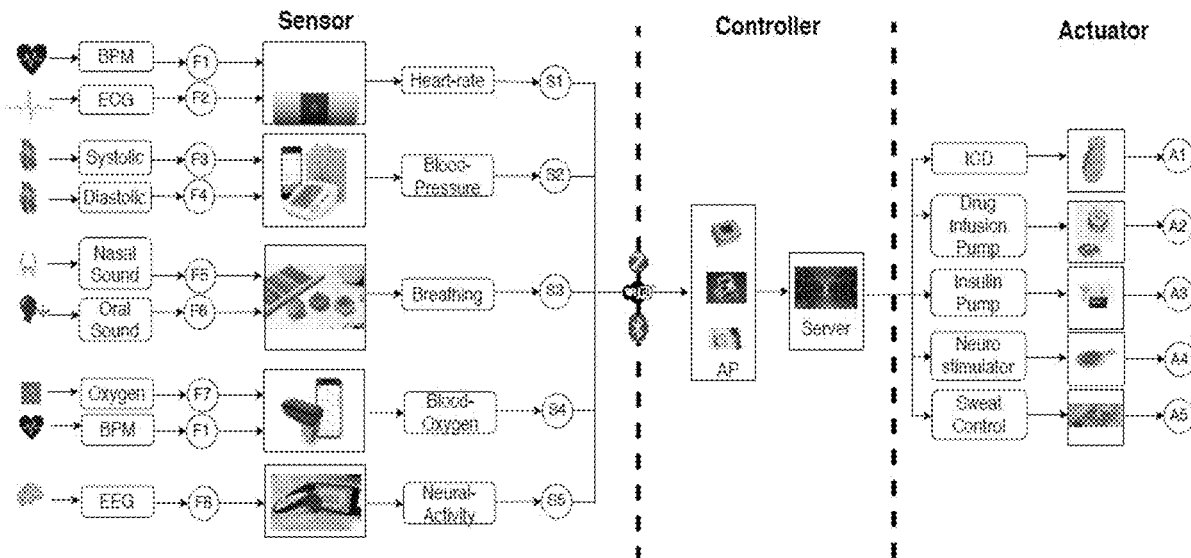 Sensor
Controller
Actuator
BPM
F1
Heart-rate
S1
ECG
F2
Systolic
F3
Blood-
Pressure
S2
Diastolic
F4
Nasal
Sound
F5
Breathing
S3
Oral
Sound
F6
Oxygen
F7
Blood-
Oxygen
S4
BPM
F1
EEG
F8
Neural-
Activity
S5
AP
Server
ICD
A1
Drug
Infusion
Pump
A2
Insulin
Pump
A3
Neuro
stimulator
A4
Sweat
Control
A5